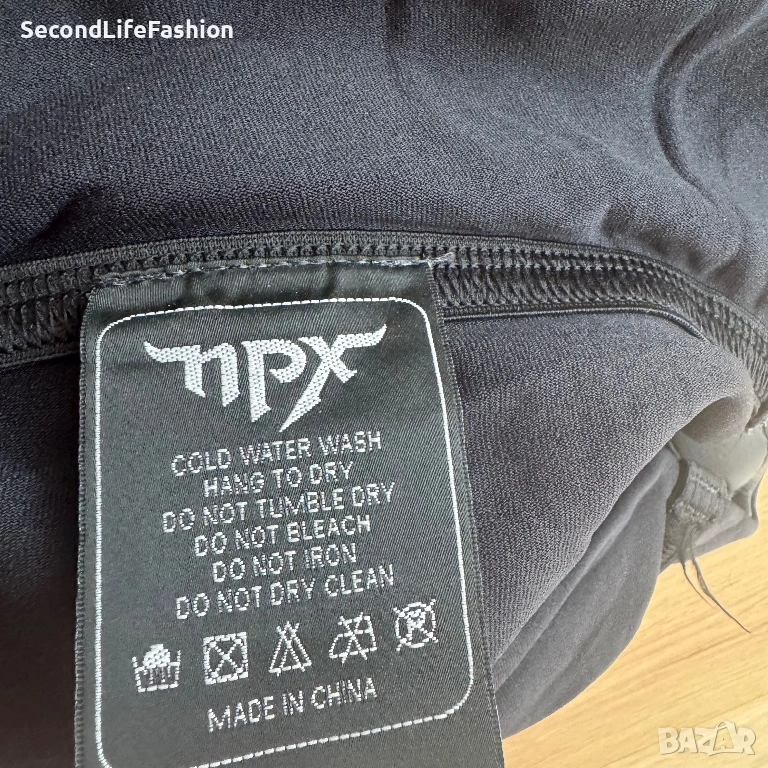 SecondLifeFashion
npx
COLD WATER WASH
HANG TO DRY
DO NOT TUMBLE DRY
DO NOT BLEACH
DO NOT IRON
DO NOT DRY CLEAN
MADE IN CHINA
BAZAR